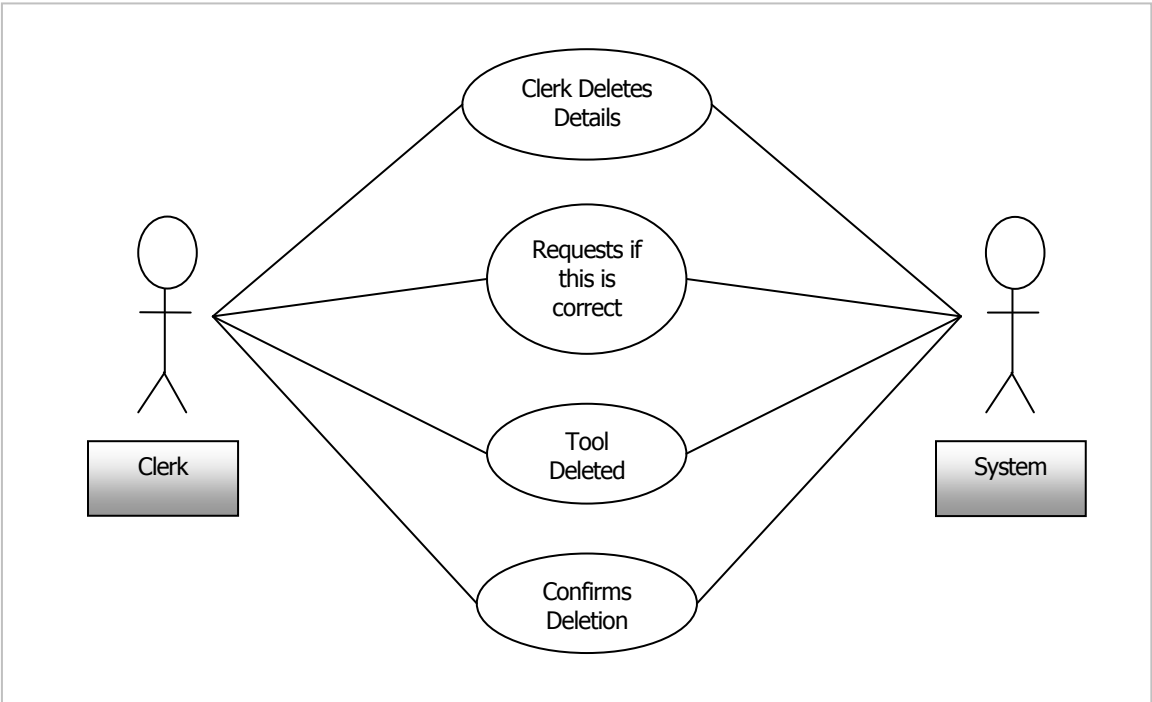 Clerk Deletes
Details
Requests if
this is
correct
Tool
Deleted
Clerk
System
Confirms
Deletion